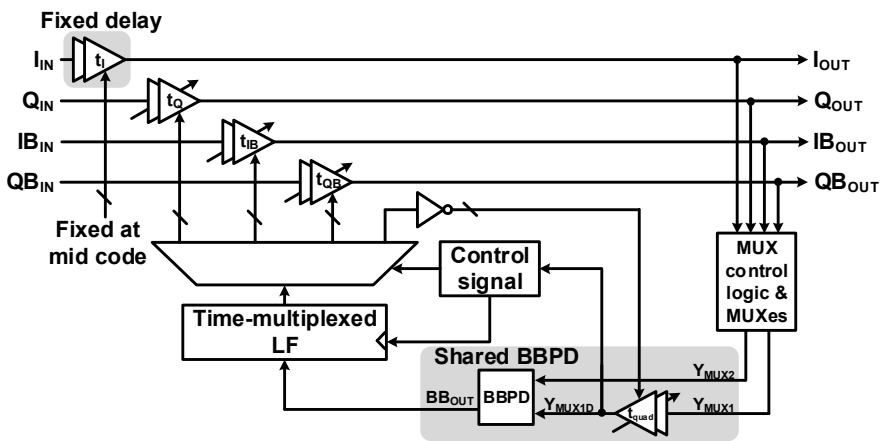 Fixed delay
I_IN
t_I
I_OUT
Q_IN
t_Q
Q_OUT
IB_IN
t_IB
IB_OUT
QB_IN
t_QB
QB_OUT
Fixed at
mid code
Control
signal
MUX
control
logic &
MUXes
Time-multiplexed
LF
Shared BBPD
BB_OUT
BBPD
Y_MUX2
Y_MUX1D
t_quad
Y_MUX1